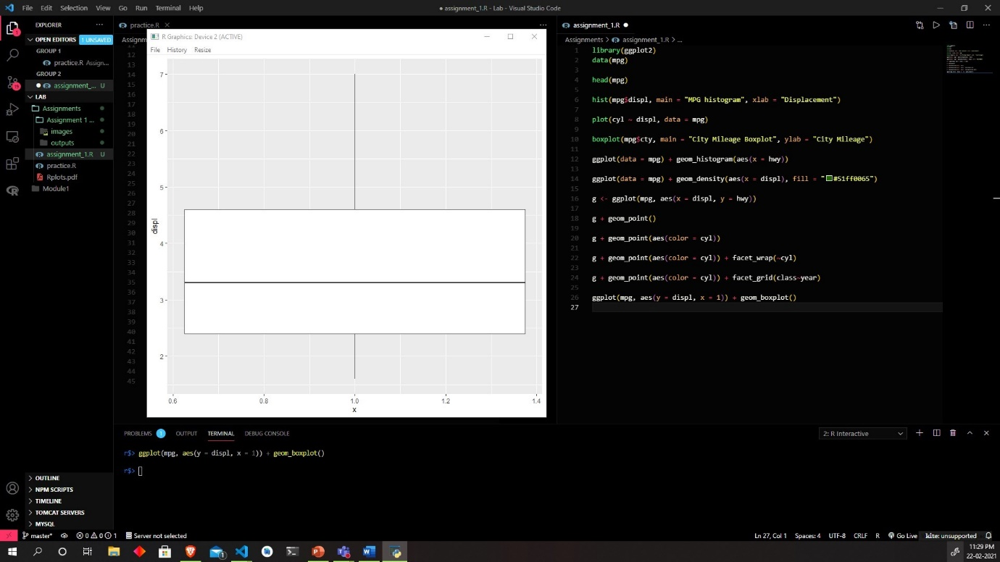 File Edit Selection View Go Run Terminal Help
● assignment_1.R - Lab - Visual Studio Code
EXPLORER
OPEN EDITORS 1 UNSAVED
GROUP 1
practice.R Assign...
GROUP 2
assignment_... U
LAB
Assignments
Assignment 1 ...
images
outputs
assignment_1.R U
practice.R
Rplots.pdf
Module1
OUTLINE
NPM SCRIPTS
TIMELINE
TOMCAT SERVERS
MYSQL
practice.R
Assignm
12
13
14
15
16
17
18
19
20
21
22
23
24
25
26
27
28
29
30
31
32
33
34
35
36
37
38
39
40
41
42
43
44
45
R Graphics: Device 2 (ACTIVE)
File History Resize
7
6
5
4
3
2
displ
0.6 0.8 1.0 1.2 1.4
x
assignment_1.R
Assignments > assignment_1.R > ...
1 library(ggplot2)
2 data(mpg)
3
4 head(mpg)
5
6 hist(mpg$displ, main = "MPG histogram", xlab = "Displacement")
7
8 plot(cyl ~ displ, data = mpg)
9
10 boxplot(mpg$cty, main = "City Mileage Boxplot", ylab = "City Mileage")
11
12 ggplot(data = mpg) + geom_histogram(aes(x = hwy))
13
14 ggplot(data = mpg) + geom_density(aes(x = displ), fill = "#51ff0065")
15
16 g <- ggplot(mpg, aes(x = displ, y = hwy))
17
18 g + geom_point()
19
20 g + geom_point(aes(color = cyl))
21
22 g + geom_point(aes(color = cyl)) + facet_wrap(~cyl)
23
24 g + geom_point(aes(color = cyl)) + facet_grid(class~year)
25
26 ggplot(mpg, aes(y = displ, x = 1)) + geom_boxplot()
27
PROBLEMS 1 OUTPUT TERMINAL DEBUG CONSOLE
2: R Interactive
r$> ggplot(mpg, aes(y = displ, x = 1)) + geom_boxplot()
r$>
master* 0 0 1 Server not selected
Ln 27, Col 1 Spaces: 4 UTF-8 CRLF R Go Live kite: unsupported
11:29 PM
22-02-2021